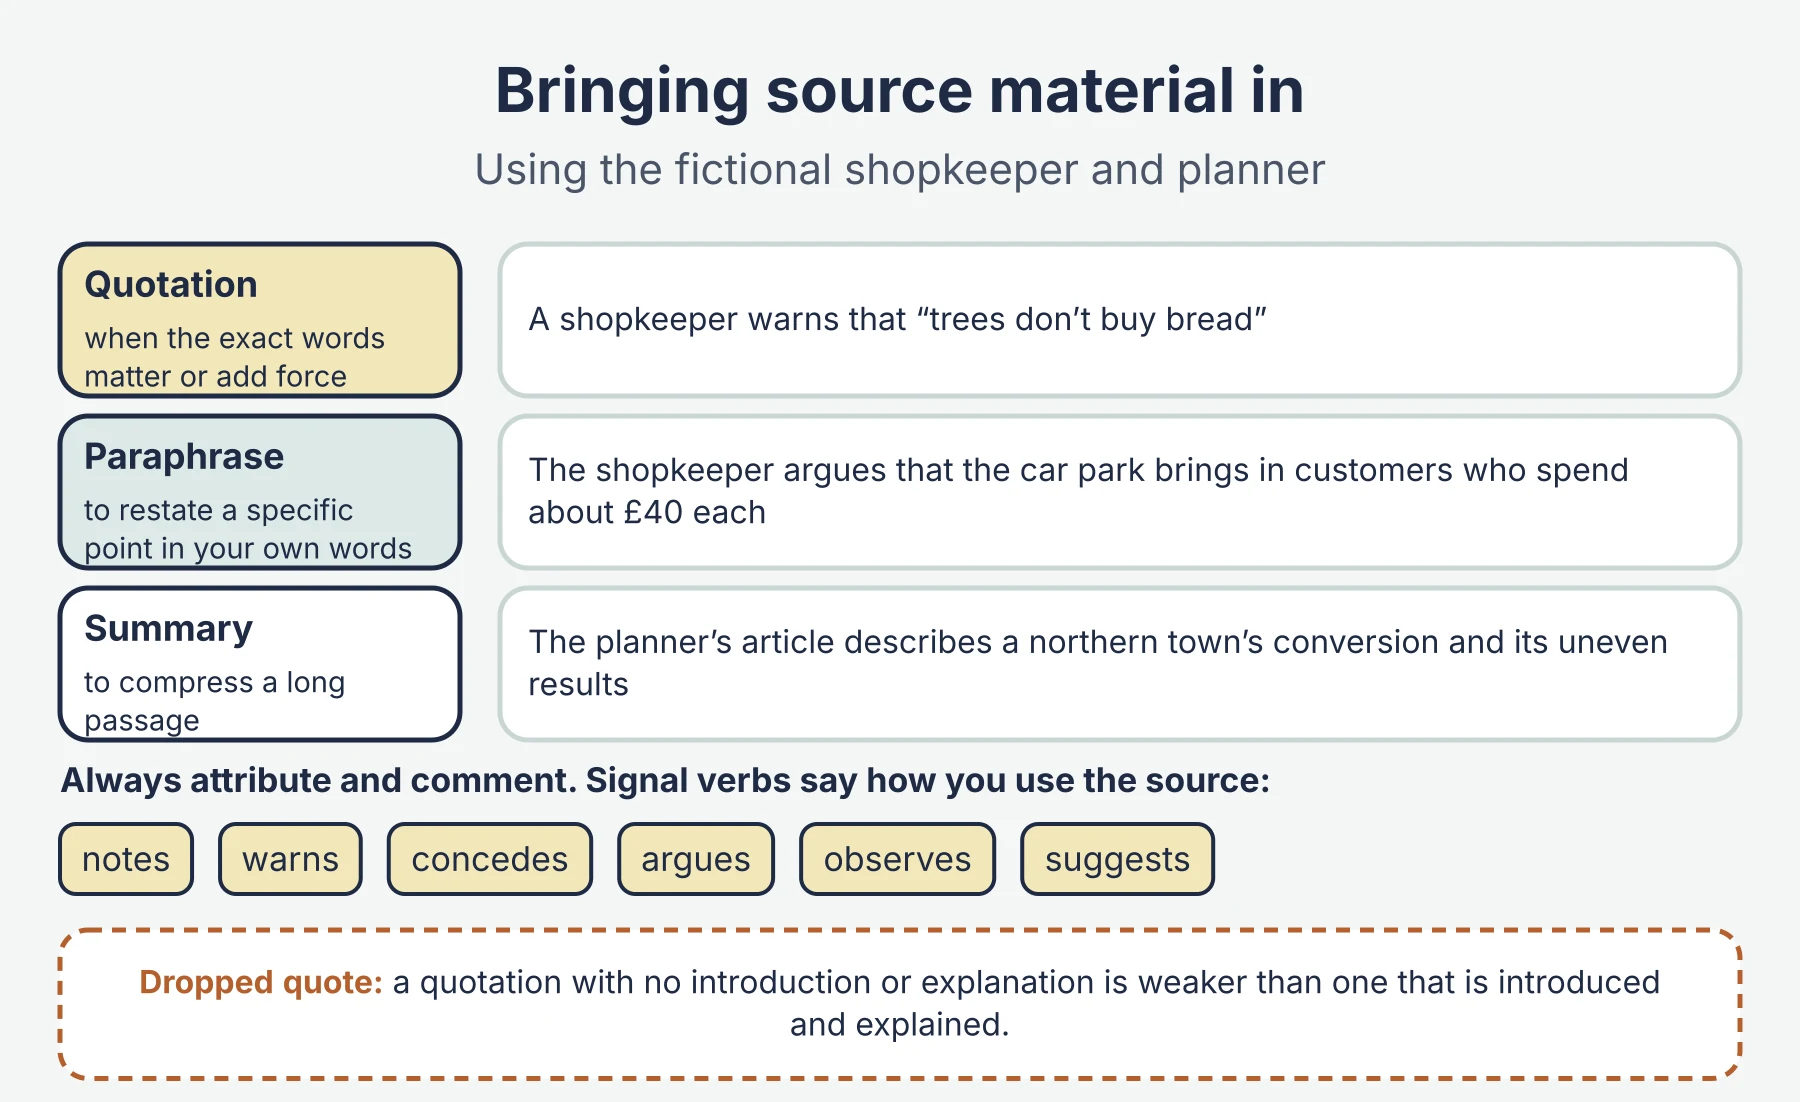 Bringing source material in
Using the fictional shopkeeper and planner
Quotation
when the exact words
matter or add force
A shopkeeper warns that “trees don’t buy bread”
Paraphrase
to restate a specific
point in your own words
The shopkeeper argues that the car park brings in customers who spend
about £40 each
Summary
to compress a long
passage
The planner’s article describes a northern town’s conversion and its uneven
results
Always attribute and comment. Signal verbs say how you use the source:
notes warns concedes argues observes suggests
Dropped quote: a quotation with no introduction or explanation is weaker than one that is introduced
and explained.